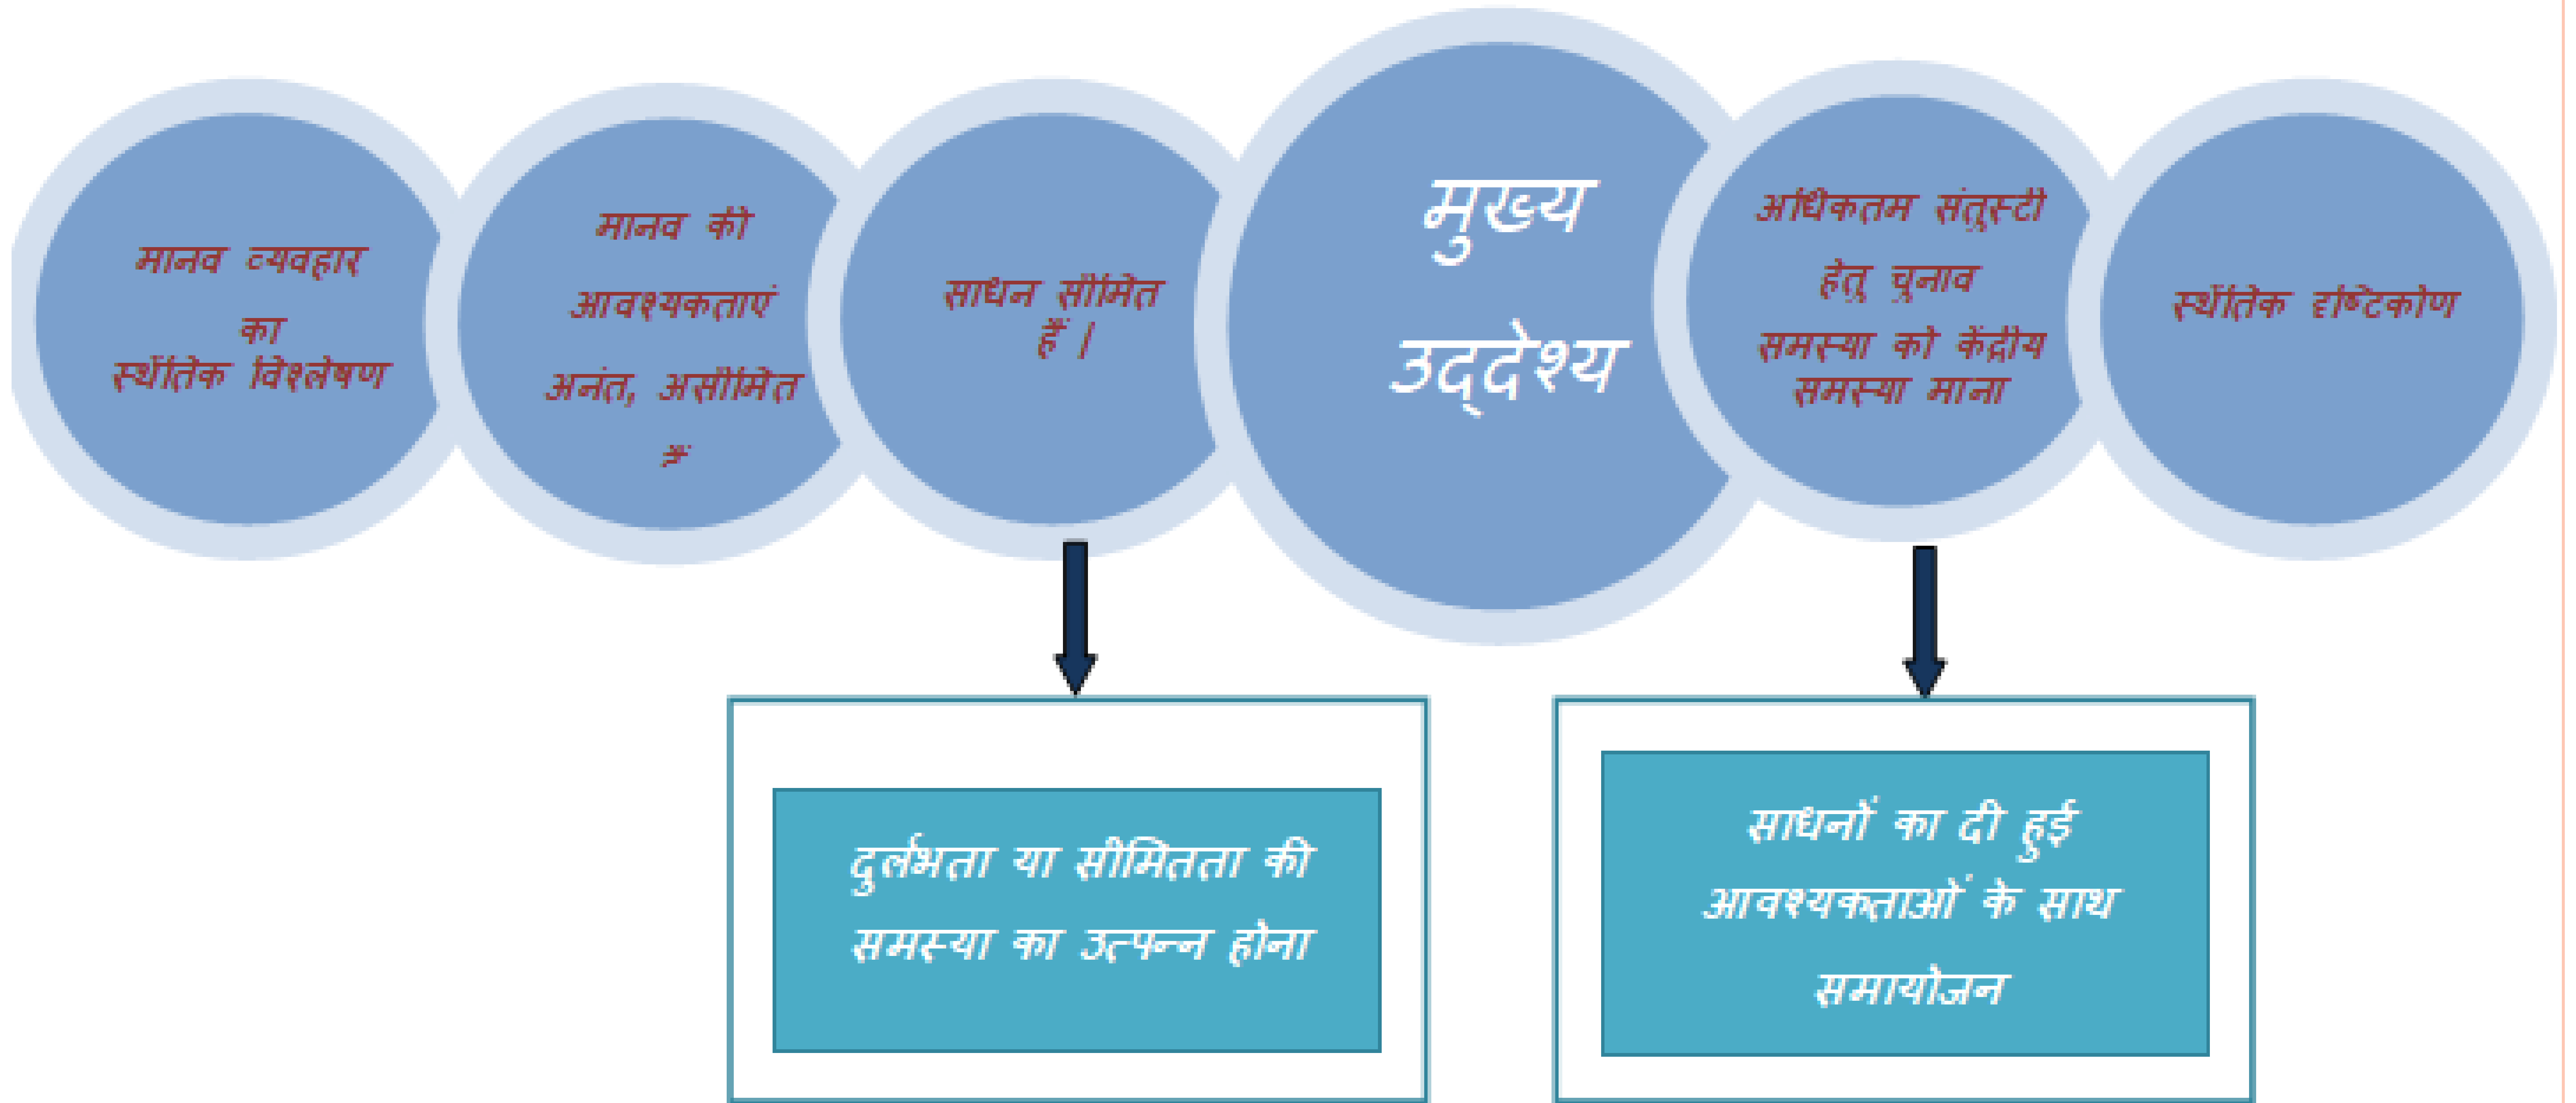 मानव व्यवहार
का
स्थैतिक विश्लेषण
मानव की
आवश्यकताएं
अनंत, असीमित
साधन सीमित
हैं |
मुख्य
उद्देश्य
अधिकतम संतुस्टी
हेतु चुनाव
समस्या को केंद्रीय
समस्या माना
स्थैतिक दृष्टिकोण
दुर्लभता या सीमितता की
समस्या का उत्पन्न होना
साधनों का दी हुई
आवश्यकताओं के साथ
समायोजन